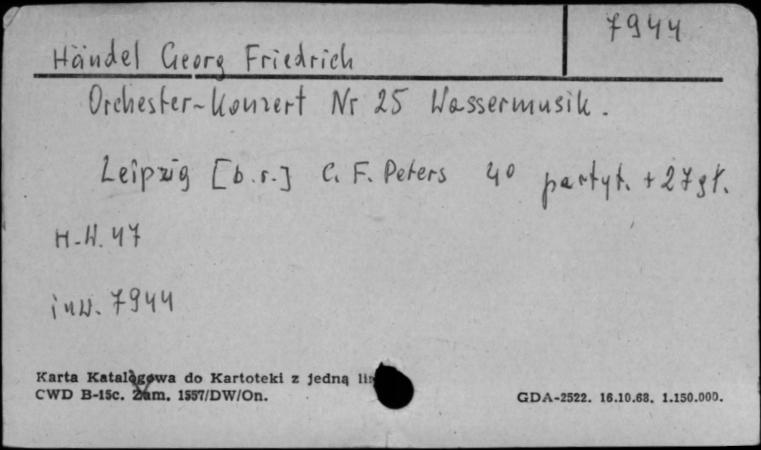 7944
Händel Georg Friedrich
Orchester-Konzert Nr 25 Wassermusik.
Leipzig [b.r.] C. F. Peters 4° partyt. + 27 gł.
H-W. 47
inw. 7944
Karta Katalogowa do Kartoteki z jedną
CWD B-15c. Zam. 1557/DW/On.
GDA-2522. 16.10.68. 1.150.000.